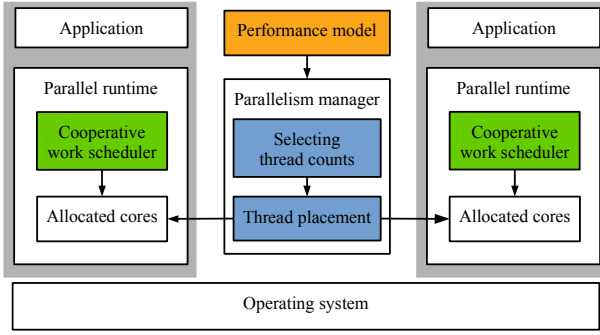 Application
Performance model
Application
Parallel runtime
Parallelism manager
Parallel runtime
Cooperative
work scheduler
Selecting
thread counts
Cooperative
work scheduler
Allocated cores
Thread placement
Allocated cores
Operating system